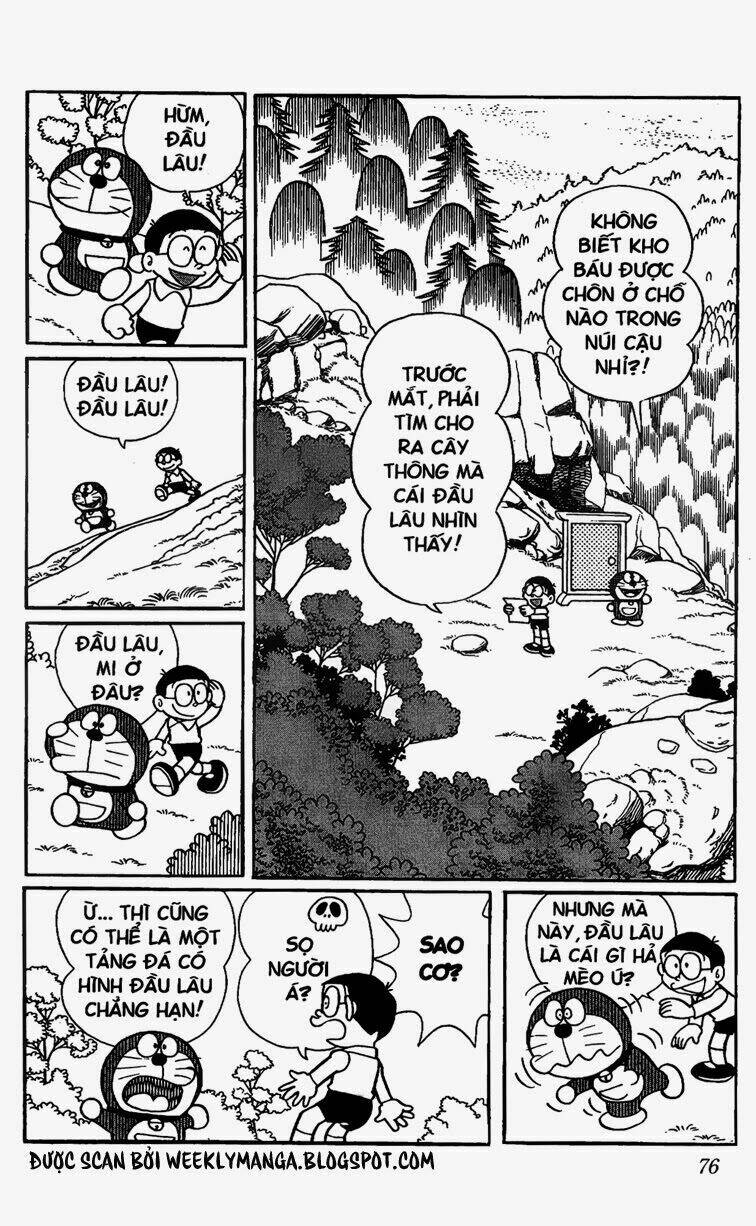 KHÔNG
BIẾT KHO
BÁU ĐƯỢC
CHÔN Ở CHỖ
NÀO TRONG
NÚI CẬU
NHỈ?!
TRƯỚC
MẮT, PHẢI
TÌM CHO
RA CÂY
THÔNG MÀ
CÁI ĐẦU
LÂU NHÌN
THẤY!
HỪM,
ĐẦU
LÂU!
ĐẦU LÂU!
ĐẦU LÂU!
ĐẦU LÂU,
MI Ở
ĐÂU?
NHƯNG MÀ
NÀY, ĐẦU LÂU
LÀ CÁI GÌ HẢ
MÈO Ứ?
SAO
CƠ?
SỌ
NGƯỜI
Á?
Ừ... THÌ CŨNG
CÓ THỂ LÀ MỘT
TẢNG ĐÁ CÓ
HÌNH ĐẦU LÂU
CHẲNG HẠN!
ĐƯỢC SCAN BỞI WEEKLYMANGA.BLOGSPOT.COM
76